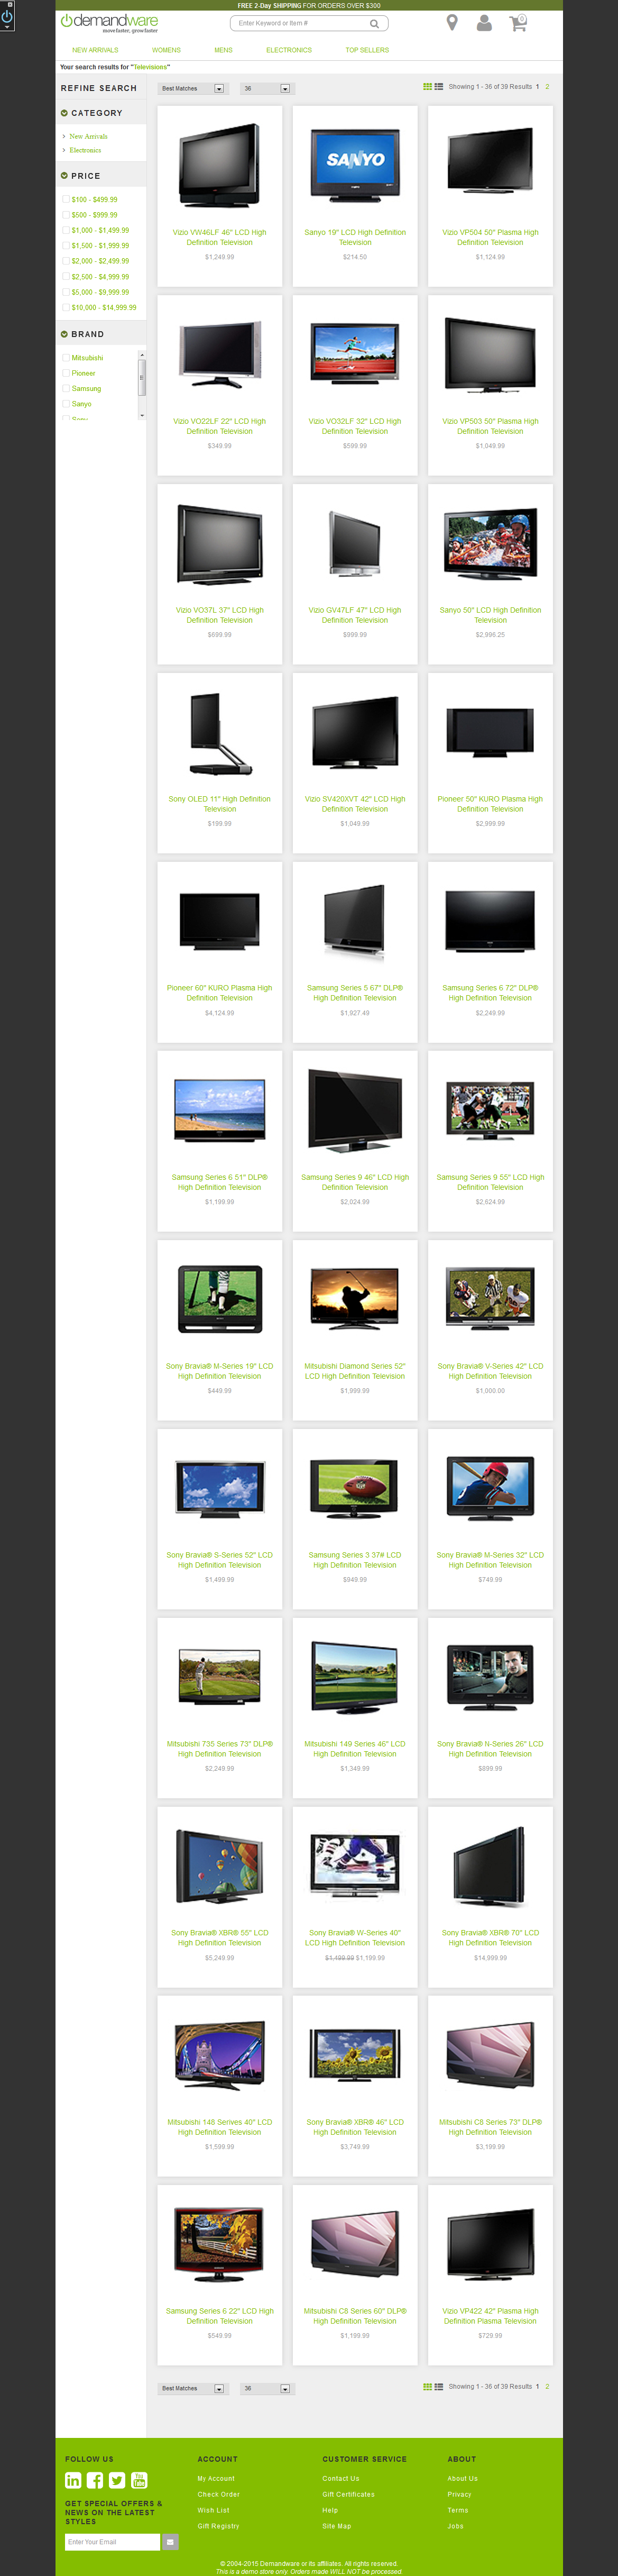 FREE 2-Day SHIPPING FOR ORDERS OVER $300
demandware
move faster, grow faster
Enter Keyword or Item #
0
NEW ARRIVALS WOMENS MENS ELECTRONICS TOP SELLERS
Your search results for "Televisions"
REFINE SEARCH
CATEGORY
New Arrivals
Electronics
PRICE
$100 - $499.99
$500 - $999.99
$1,000 - $1,499.99
$1,500 - $1,999.99
$2,000 - $2,499.99
$2,500 - $4,999.99
$5,000 - $9,999.99
$10,000 - $14,999.99
BRAND
Mitsubishi
Pioneer
Samsung
Sanyo
Sony
Best Matches 36 Showing 1 - 36 of 39 Results 1 2
Vizio VW46LF 46" LCD High
Definition Television
$1,249.99
SANYO
Sanyo 19" LCD High Definition
Television
$214.50
Vizio VP504 50" Plasma High
Definition Television
$1,124.99
Vizio VO22LF 22" LCD High
Definition Television
$349.99
Vizio VO32LF 32" LCD High
Definition Television
$599.99
Vizio VP503 50" Plasma High
Definition Television
$1,049.99
Vizio VO37L 37" LCD High
Definition Television
$699.99
Vizio GV47LF 47" LCD High
Definition Television
$999.99
Sanyo 50" LCD High Definition
Television
$2,996.25
Sony OLED 11" High Definition
Television
$199.99
Vizio SV420XVT 42" LCD High
Definition Television
$1,049.99
Pioneer 50" KURO Plasma High
Definition Television
$2,999.99
Pioneer 60" KURO Plasma High
Definition Television
$4,124.99
Samsung Series 5 67" DLP®
High Definition Television
$1,927.49
Samsung Series 6 72" DLP®
High Definition Television
$2,249.99
Samsung Series 6 51" DLP®
High Definition Television
$1,199.99
Samsung Series 9 46" LCD High
Definition Television
$2,024.99
Samsung Series 9 55" LCD High
Definition Television
$2,624.99
Sony Bravia® M-Series 19" LCD
High Definition Television
$449.99
Mitsubishi Diamond Series 52"
LCD High Definition Television
$1,999.99
Sony Bravia® V-Series 42" LCD
High Definition Television
$1,000.00
Sony Bravia® S-Series 52" LCD
High Definition Television
$1,499.99
Samsung Series 3 37# LCD
High Definition Television
$949.99
Sony Bravia® M-Series 32" LCD
High Definition Television
$749.99
Mitsubishi 735 Series 73" DLP®
High Definition Television
$2,249.99
Mitsubishi 149 Series 46" LCD
High Definition Television
$1,349.99
Sony Bravia® N-Series 26" LCD
High Definition Television
$899.99
Sony Bravia® XBR® 55" LCD
High Definition Television
$5,249.99
Sony Bravia® W-Series 40"
LCD High Definition Television
$1,499.99 $1,199.99
Sony Bravia® XBR® 70" LCD
High Definition Television
$14,999.99
Mitsubishi 148 Serives 40" LCD
High Definition Television
$1,599.99
Sony Bravia® XBR® 46" LCD
High Definition Television
$3,749.99
Mitsubishi C8 Series 73" DLP®
High Definition Television
$3,199.99
Samsung Series 6 22" LCD High
Definition Television
$549.99
Mitsubishi C8 Series 60" DLP®
High Definition Television
$1,199.99
Vizio VP422 42" Plasma High
Definition Plasma Television
$729.99
Best Matches 36 Showing 1 - 36 of 39 Results 1 2
FOLLOW US
You Tube
GET SPECIAL OFFERS &
NEWS ON THE LATEST
STYLES
Enter Your Email
ACCOUNT
My Account
Check Order
Wish List
Gift Registry
CUSTOMER SERVICE
Contact Us
Gift Certificates
Help
Site Map
ABOUT
About Us
Privacy
Terms
Jobs
© 2004-2015 Demandware or its affiliates. All rights reserved.
This is a demo store only. Orders made WILL NOT be processed.